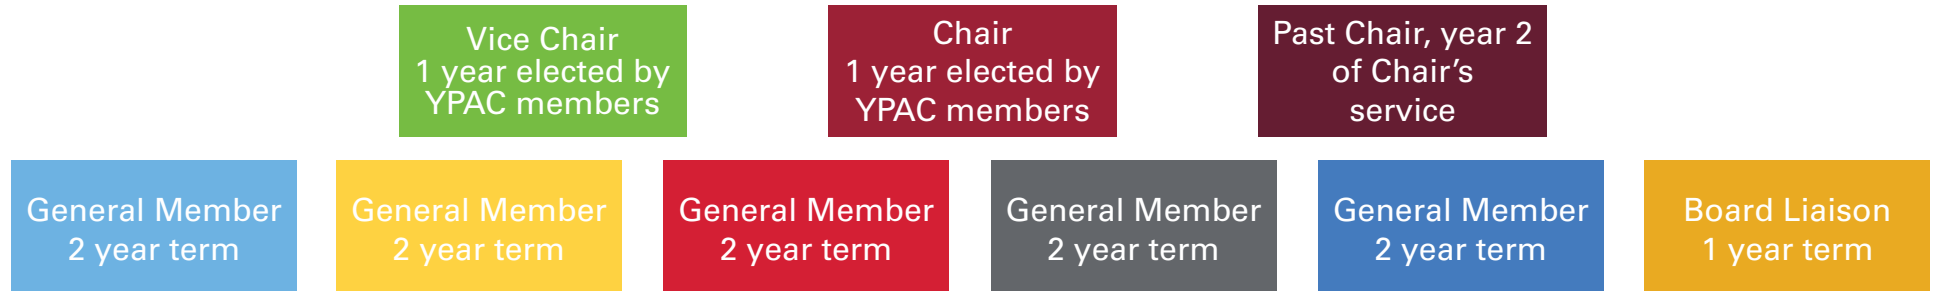 Vice Chair
1 year elected by
YPAC members
Chair
1 year elected by
YPAC members
Past Chair, year 2
of Chair’s
service
General Member
2 year term
General Member
2 year term
General Member
2 year term
General Member
2 year term
General Member
2 year term
Board Liaison
1 year term